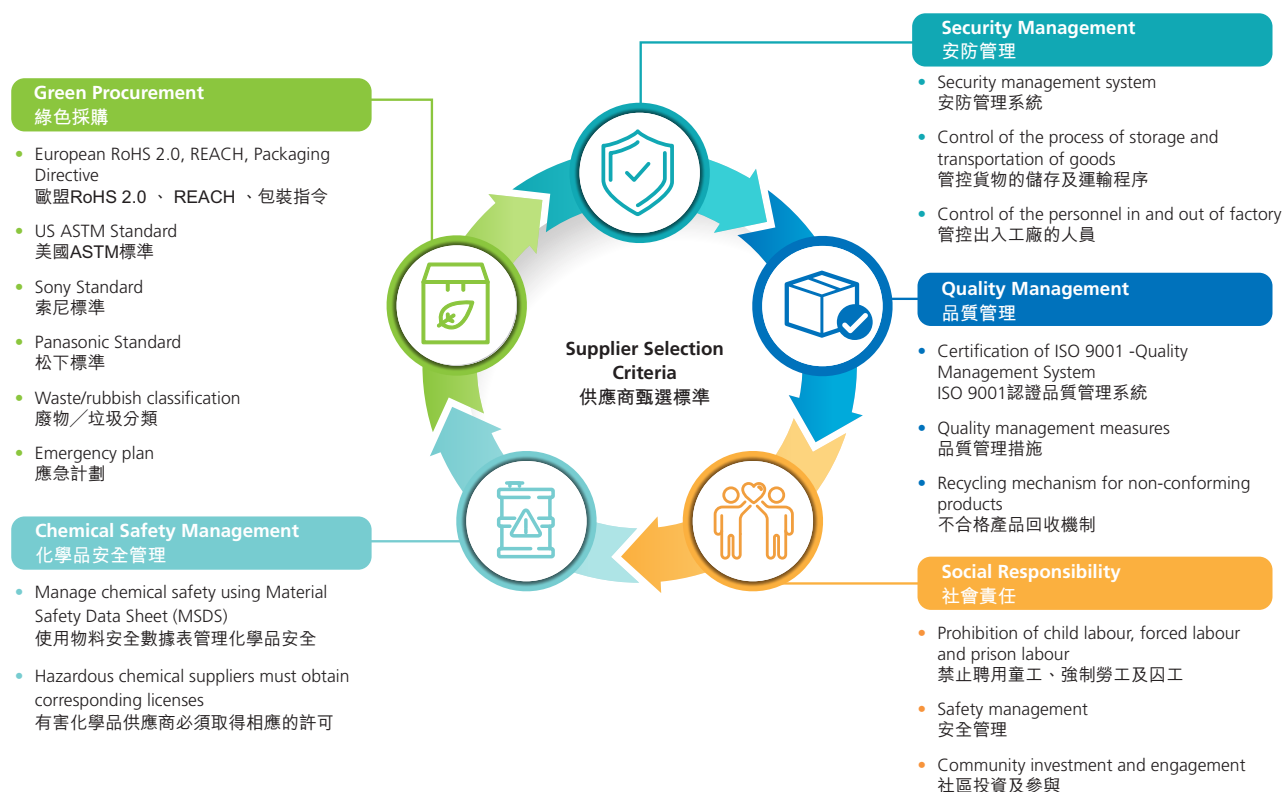 Security Management
安防管理
• Security management system
安防管理系統
• Control of the process of storage and
transportation of goods
管控貨物的儲存及運輸程序
• Control of the personnel in and out of factory
管控出入工廠的人員
Green Procurement
綠色採購
• European RoHS 2.0, REACH, Packaging
Directive
歐盟RoHS 2.0 、 REACH 、包裝指令
• US ASTM Standard
美國ASTM標準
• Sony Standard
索尼標準
• Panasonic Standard
松下標準
• Waste/rubbish classification
廢物／垃圾分類
• Emergency plan
應急計劃
Supplier Selection
Criteria
供應商甄選標準
Quality Management
品質管理
• Certification of ISO 9001 -Quality
Management System
ISO 9001認證品質管理系統
• Quality management measures
品質管理措施
• Recycling mechanism for non-conforming
products
不合格產品回收機制
Chemical Safety Management
化學品安全管理
• Manage chemical safety using Material
Safety Data Sheet (MSDS)
使用物料安全數據表管理化學品安全
• Hazardous chemical suppliers must obtain
corresponding licenses
有害化學品供應商必須取得相應的許可
Social Responsibility
社會責任
• Prohibition of child labour, forced labour
and prison labour
禁止聘用童工、強制勞工及囚工
• Safety management
安全管理
• Community investment and engagement
社區投資及參與